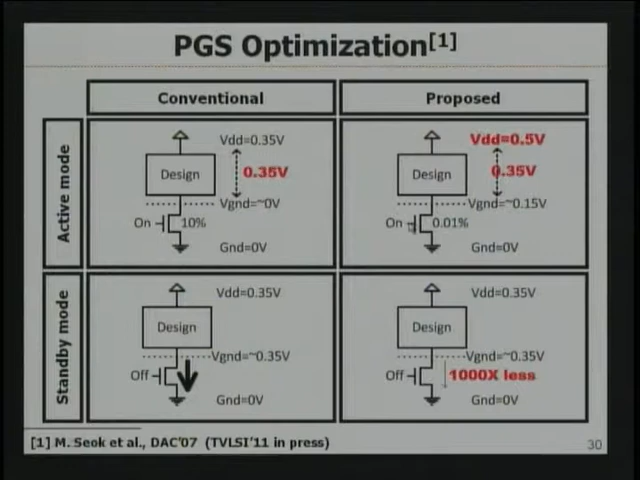 PGS Optimization[1]
Conventional
Proposed
Active mode
Vdd=0.35V
Design
0.35V
Vgnd=~0V
On
10%
Gnd=0V
Vdd=0.5V
Design
0.35V
Vgnd=~0.15V
On
0.01%
Gnd=0V
Standby mode
Vdd=0.35V
Design
Vgnd=~0.35V
Off
Gnd=0V
Vdd=0.35V
Design
Vgnd=~0.35V
Off
1000X less
Gnd=0V
[1] M. Seok et al., DAC'07 (TVLSI'11 in press)
30